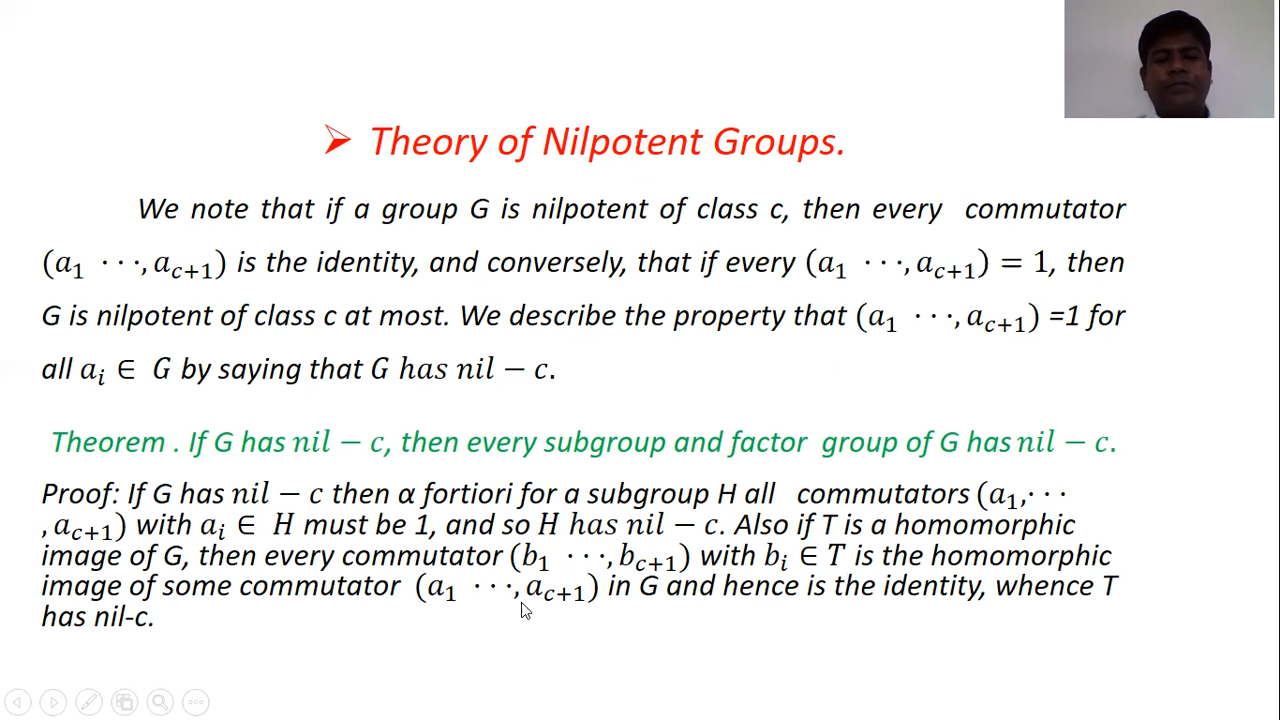 ➢ Theory of Nilpotent Groups.
We note that if a group G is nilpotent of class c, then every commutator
(a₁ ⋯, a_{c+1}) is the identity, and conversely, that if every (a₁ ⋯, a_{c+1}) = 1, then
G is nilpotent of class c at most. We describe the property that (a₁ ⋯, a_{c+1}) =1 for
all aᵢ ∈ G by saying that G has nil − c.
Theorem . If G has nil − c, then every subgroup and factor group of G has nil − c.
Proof: If G has nil − c then α fortiori for a subgroup H all commutators (a₁,⋯
, a_{c+1}) with aᵢ ∈ H must be 1, and so H has nil − c. Also if T is a homomorphic
image of G, then every commutator (b₁ ⋯, b_{c+1}) with bᵢ ∈ T is the homomorphic
image of some commutator (a₁ ⋯, a_{c+1}) in G and hence is the identity, whence T
has nil-c.